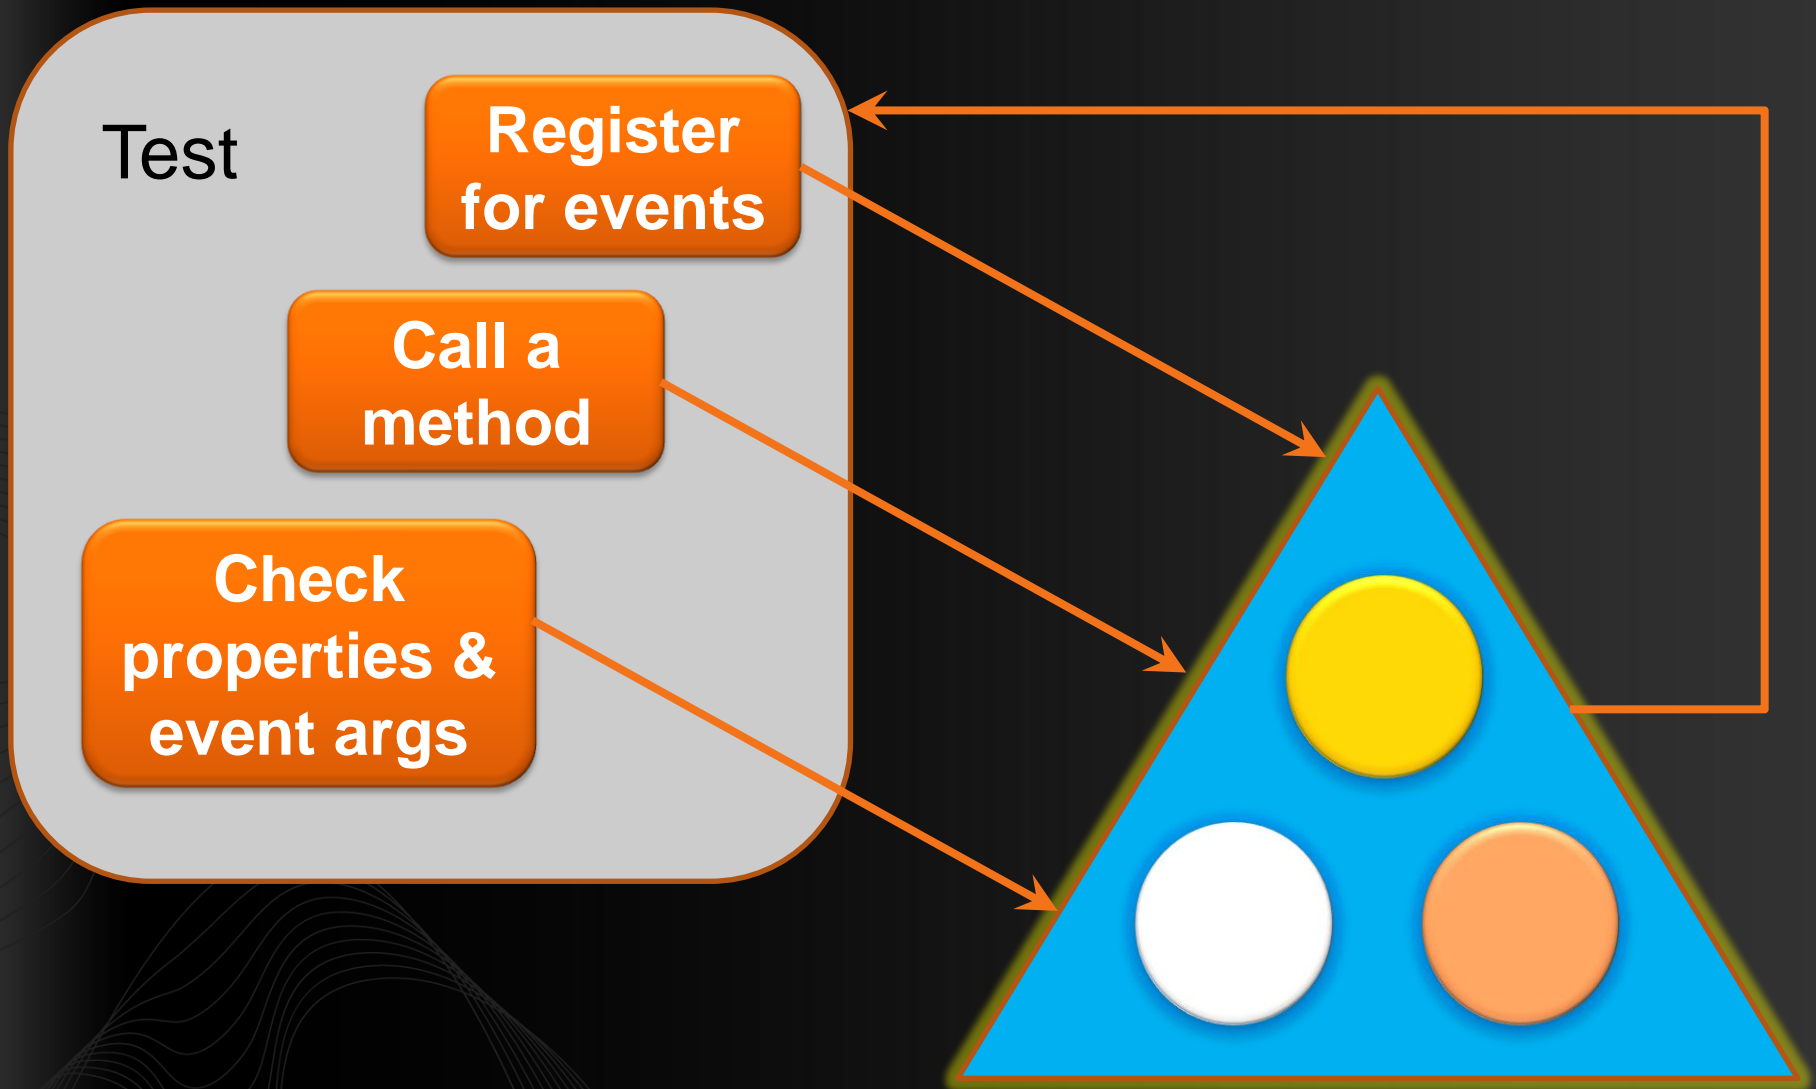 Test
Register
for events
Call a
method
Check
properties &
event args